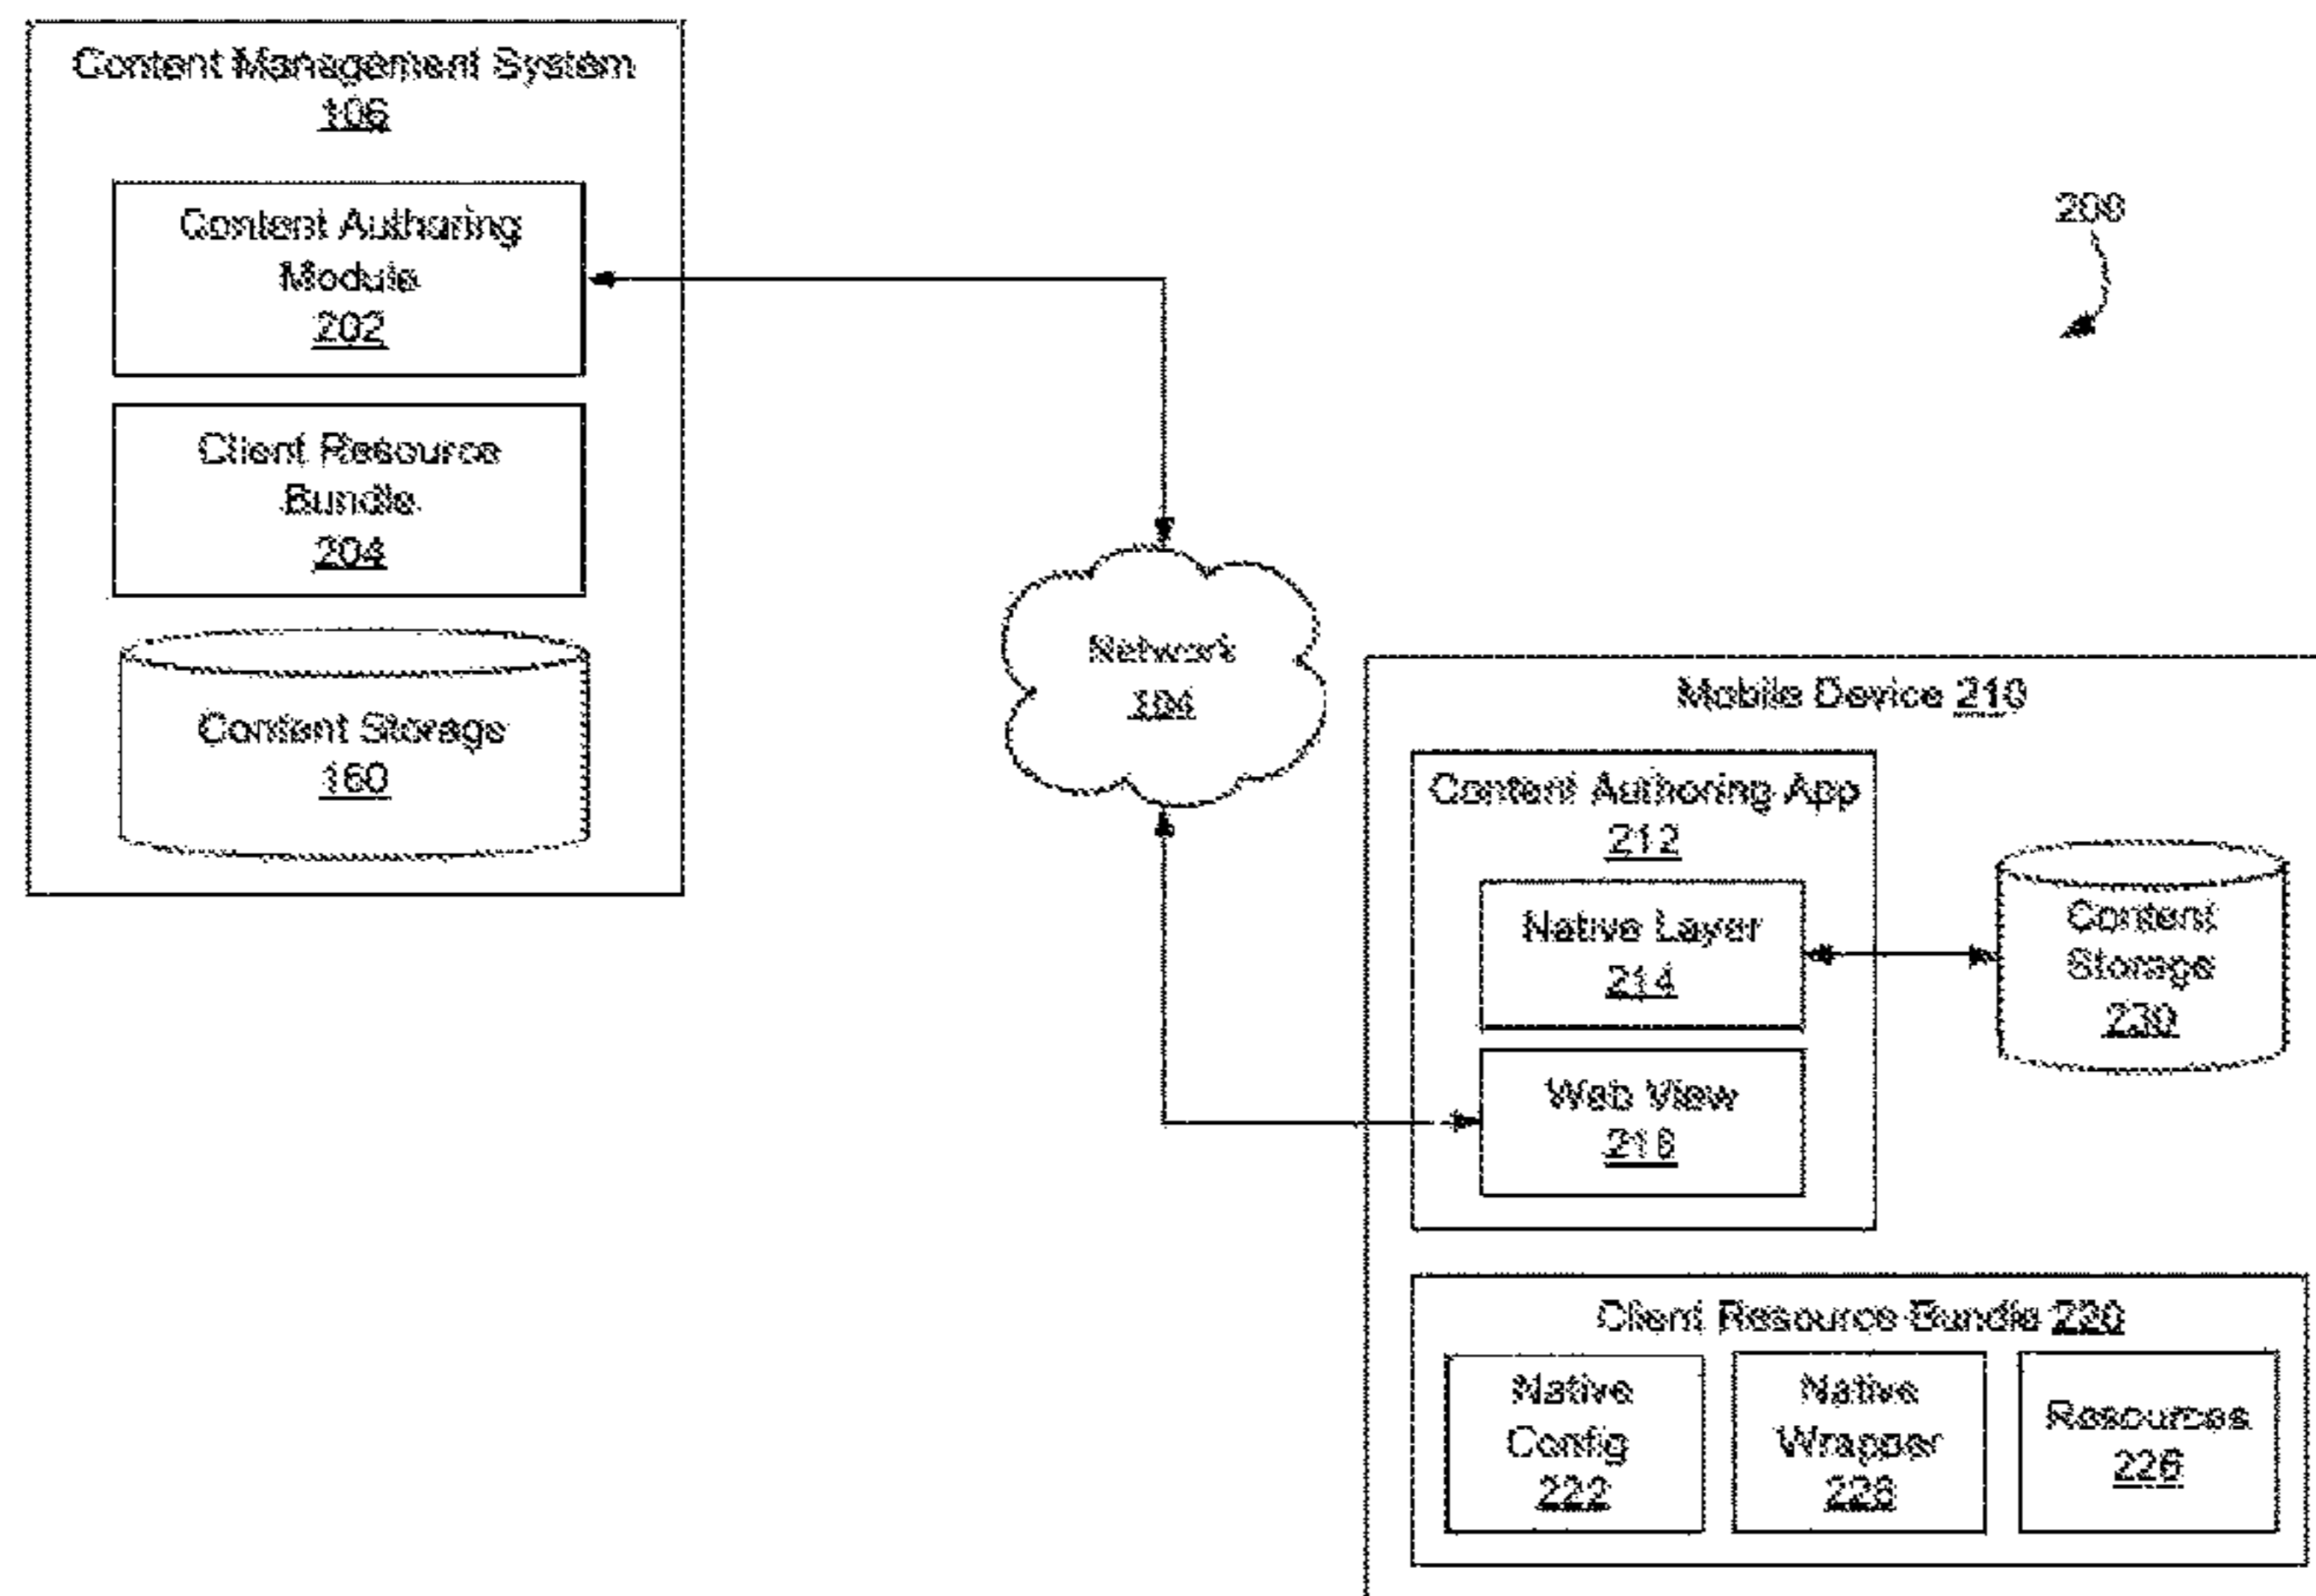 Content Management System
106
Content Authoring
Module
202
Client Resource
Bundle
204
Content Storage
160
200
Network
104
Mobile Device 210
Content Authoring App
212
Native Layer
214
Web View
216
Content
Storage
230
Client Resource Bundle 220
Native
Config
222
Native
Wrapper
228
Resources
226